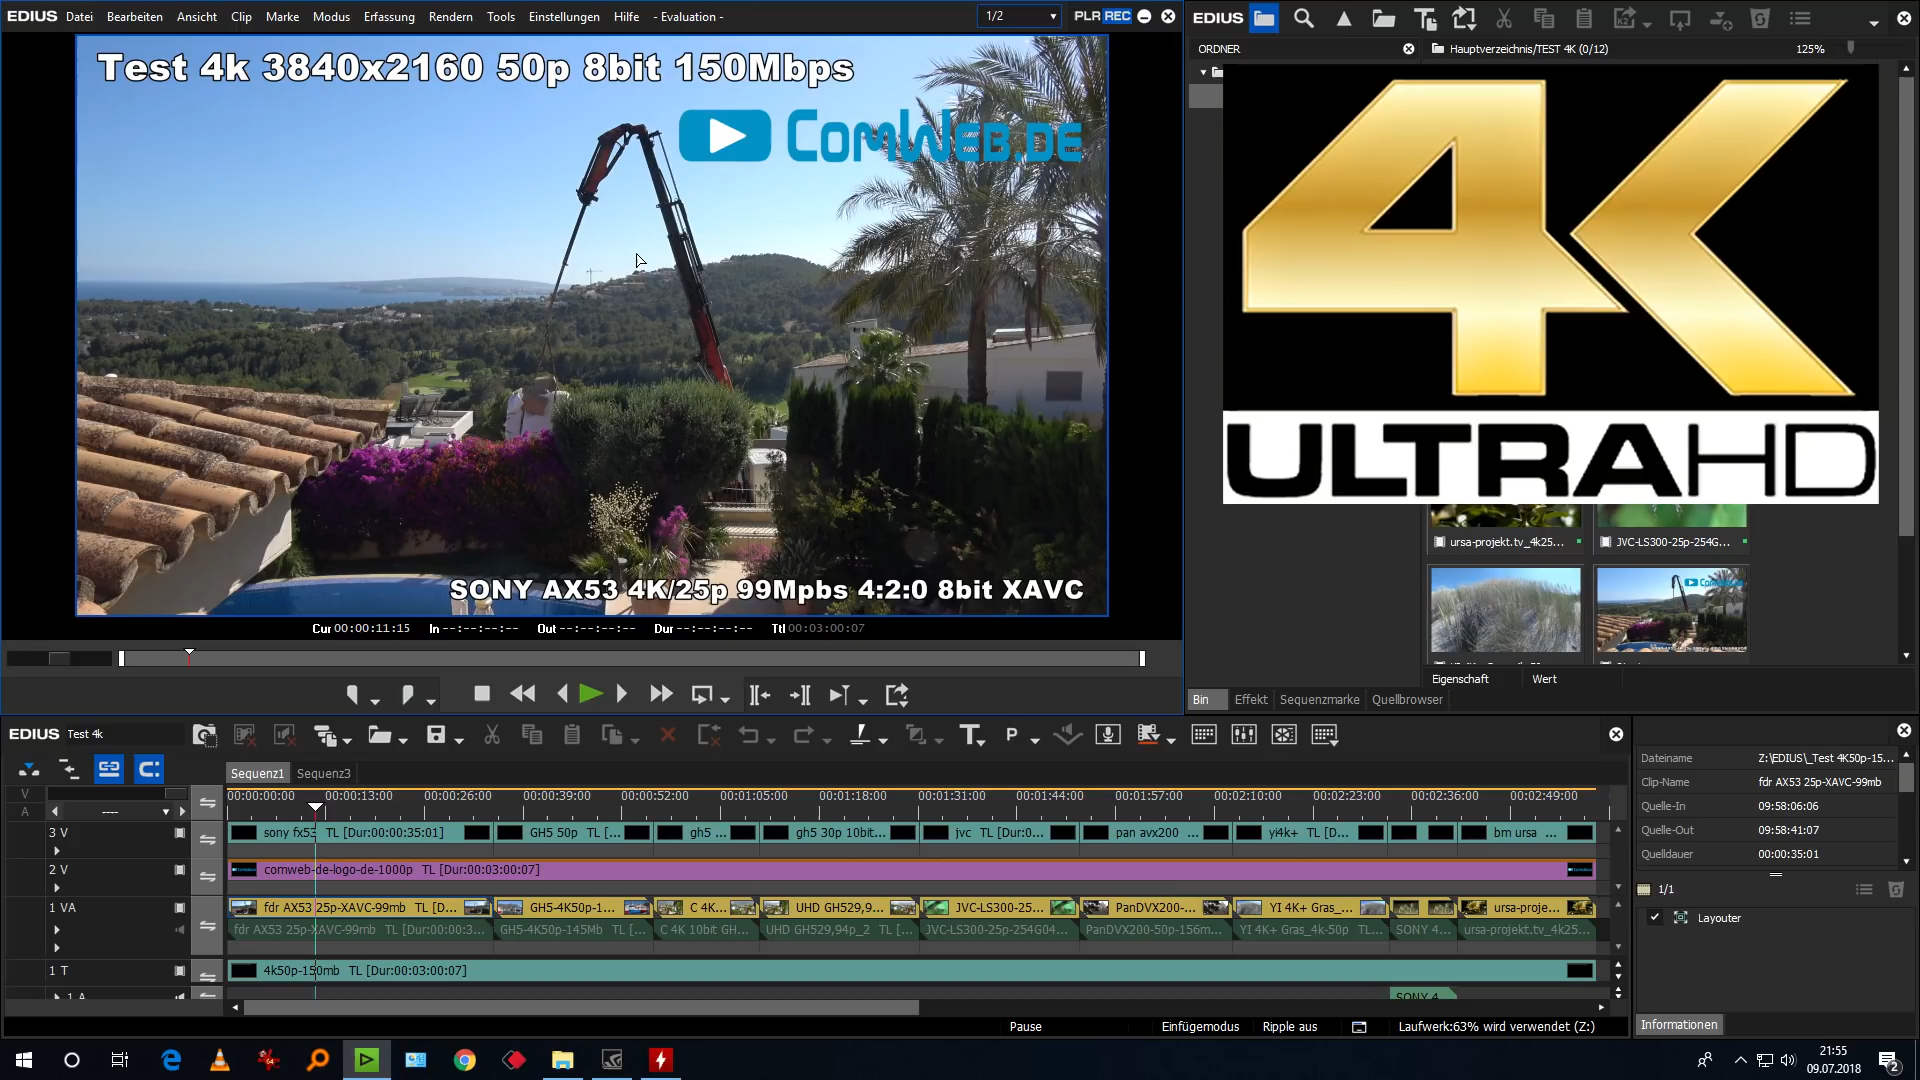 EDIUS Datei Bearbeiten Ansicht Clip Marke Modus Erfassung Rendern Tools Einstellungen Hilfe - Evaluation - 1/2 PLR REC
EDIUS
Test 4k 3840x2160 50p 8bit 150Mbps
ComWeb.de
SONY AX53 4K/25p 99Mpbs 4:2:0 8bit XAVC
Cur 00:00:11:15 In --:--:--:-- Out --:--:--:-- Dur --:--:--:-- Ttl 00:03:00:07
ORDNER
Hauptverzeichnis/TEST 4K (0/12) 125%
4K
ULTRAHD
ursa-projekt.tv_4k25... JVC-LS300-25p-254G...
Eigenschaft Wert
Bin Effekt Sequenzmarke Quellbrowser
EDIUS Test 4k
Sequenz1 Sequenz3
00:00:00:00 00:00:13:00 00:00:26:00 00:00:39:00 00:00:52:00 00:01:05:00 00:01:18:00 00:01:31:00 00:01:44:00 00:01:57:00 00:02:10:00 00:02:23:00 00:02:36:00 00:02:49:00
V
A ----
3 V sony fx53 TL [Dur:00:00:35:01] GH5 50p TL [... gh5 ... gh5 30p 10bit... jvc TL [Dur:0... pan avx200 ... yi4k+ TL [D... bm ursa ...
2 V comweb-de-logo-de-1000p TL [Dur:00:03:00:07]
1 VA fdr AX53 25p-XAVC-99mb TL [D... GH5-4K50p-1... C 4K... UHD GH529,9... JVC-LS300-25... PanDVX200-... YI 4K+ Gras_... ursa-proje...
fdr AX53 25p-XAVC-99mb TL [Dur:00:00:3... GH5-4K50p-145Mb TL [... C 4K 10bit GH... UHD GH529,94p_2 TL [... JVC-LS300-25p-254G04... PanDVX200-50p-156m... YI 4K+ Gras_4k-50p TL... SONY 4... ursa-projekt.tv_4k25...
1 T 4k50p-150mb TL [Dur:00:03:00:07]
1 A SONY 4...
Pause Einfügemodus Ripple aus Laufwerk:63% wird verwendet (Z:)
Dateiname Z:\EDIUS\_Test 4K50p-15...
Clip-Name fdr AX53 25p-XAVC-99mb
Quelle-In 09:58:06:06
Quelle-Out 09:58:41:07
Quelldauer 00:00:35:01
1/1
Layouter
Informationen
21:55
09.07.2018
2